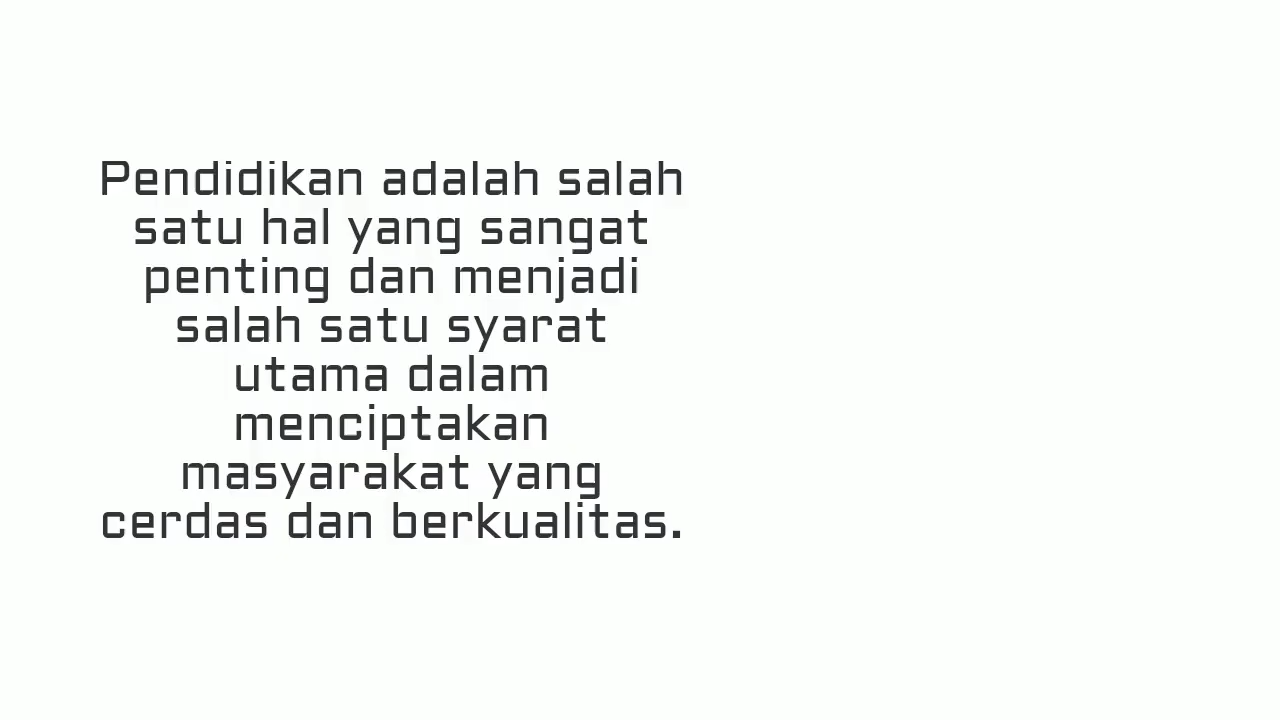 Pendidikan adalah salah
satu hal yang sangat
penting dan menjadi
salah satu syarat
utama dalam
menciptakan
masyarakat yang
cerdas dan berkualitas.